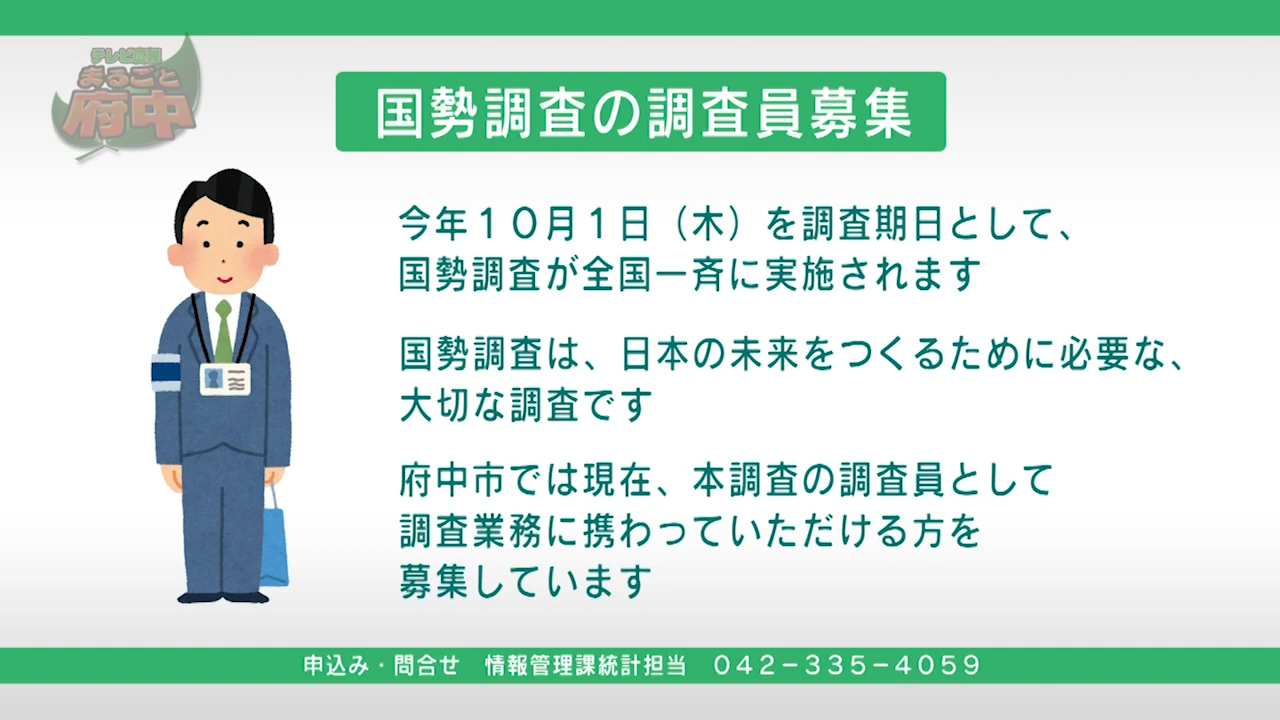 まるごと
府中
国勢調査の調査員募集
今年１０月１日（木）を調査期日として、
国勢調査が全国一斉に実施されます
国勢調査は、日本の未来をつくるために必要な、
大切な調査です
府中市では現在、本調査の調査員として
調査業務に携わっていただける方を
募集しています
申込み・問合せ　情報管理課統計担当　０４２－３３５－４０５９